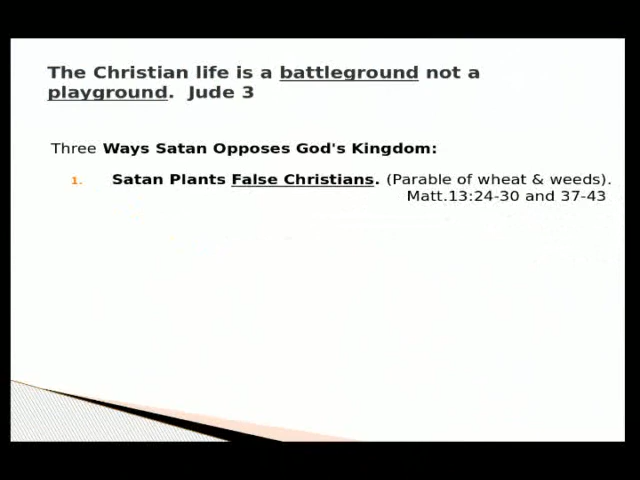 The Christian life is a battleground not a
playground.  Jude 3
Three Ways Satan Opposes God's Kingdom:
1. Satan Plants False Christians. (Parable of wheat & weeds).
Matt.13:24-30 and 37-43